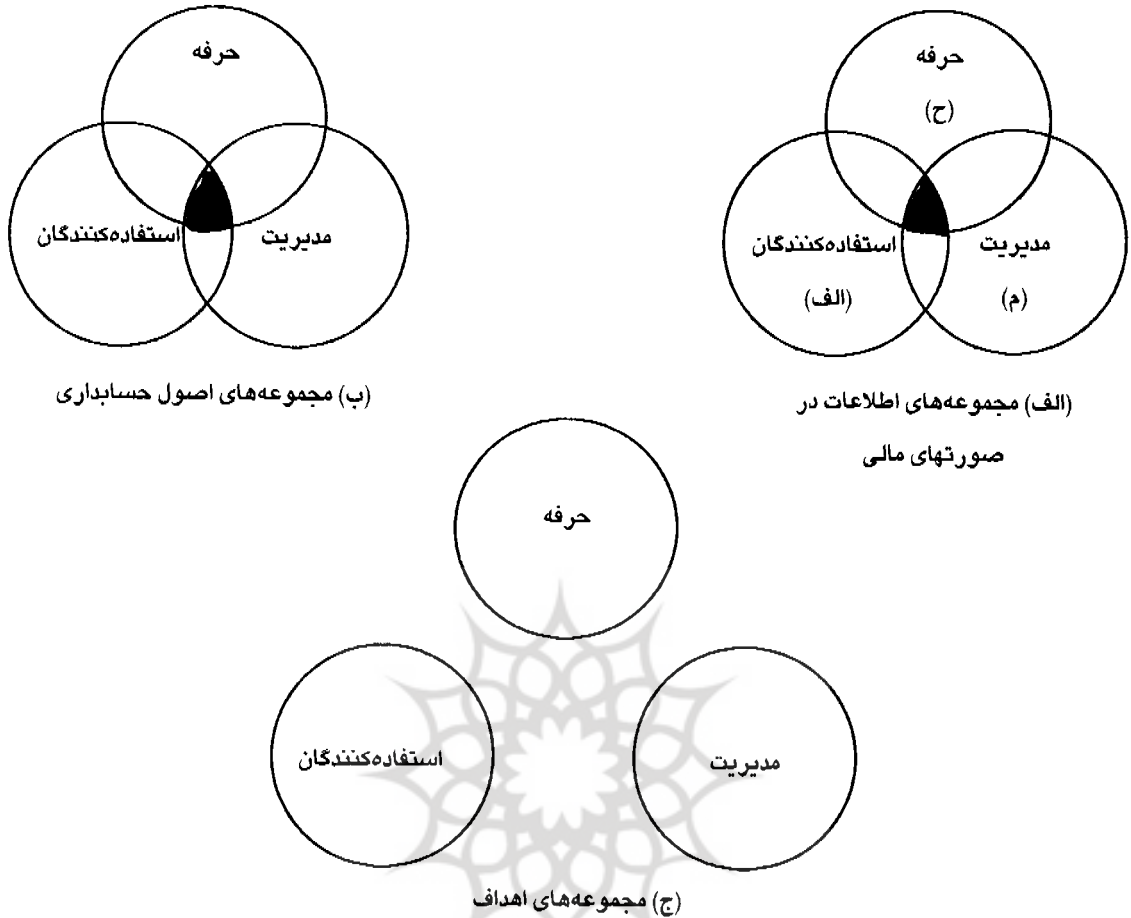 حرفه
(ح)
استفاده‌کنندگان
(الف)
مدیریت
(م)
(الف) مجموعه‌های اطلاعات در
صورتهای مالی
حرفه
استفاده‌کنندگان
مدیریت
(ب) مجموعه‌های اصول حسابداری
حرفه
استفاده‌کنندگان
مدیریت
(ج) مجموعه‌های اهداف